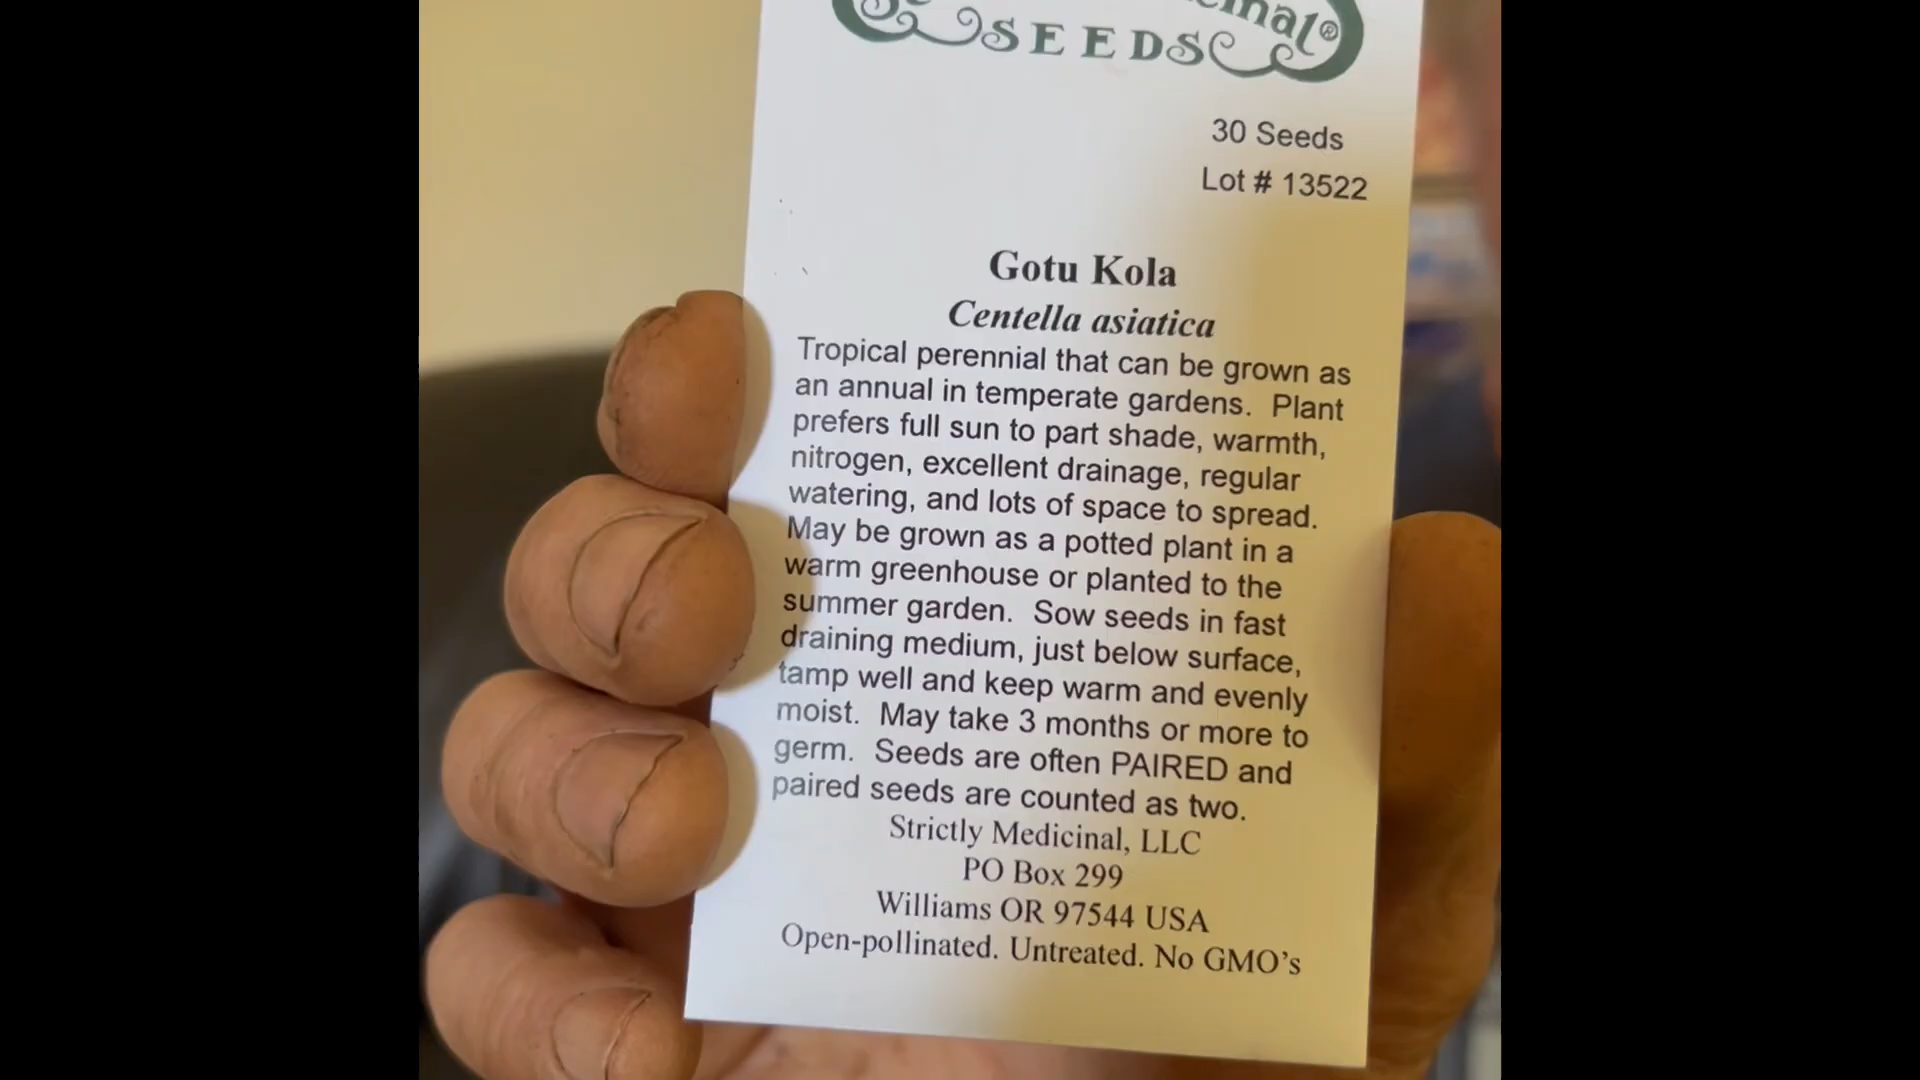 SEEDS
30 Seeds
Lot # 13522
Gotu Kola
Centella asiatica
Tropical perennial that can be grown as
an annual in temperate gardens. Plant
prefers full sun to part shade, warmth,
nitrogen, excellent drainage, regular
watering, and lots of space to spread.
May be grown as a potted plant in a
warm greenhouse or planted to the
summer garden. Sow seeds in fast
draining medium, just below surface,
tamp well and keep warm and evenly
moist. May take 3 months or more to
germ. Seeds are often PAIRED and
paired seeds are counted as two.
Strictly Medicinal, LLC
PO Box 299
Williams OR 97544 USA
Open-pollinated. Untreated. No GMO's